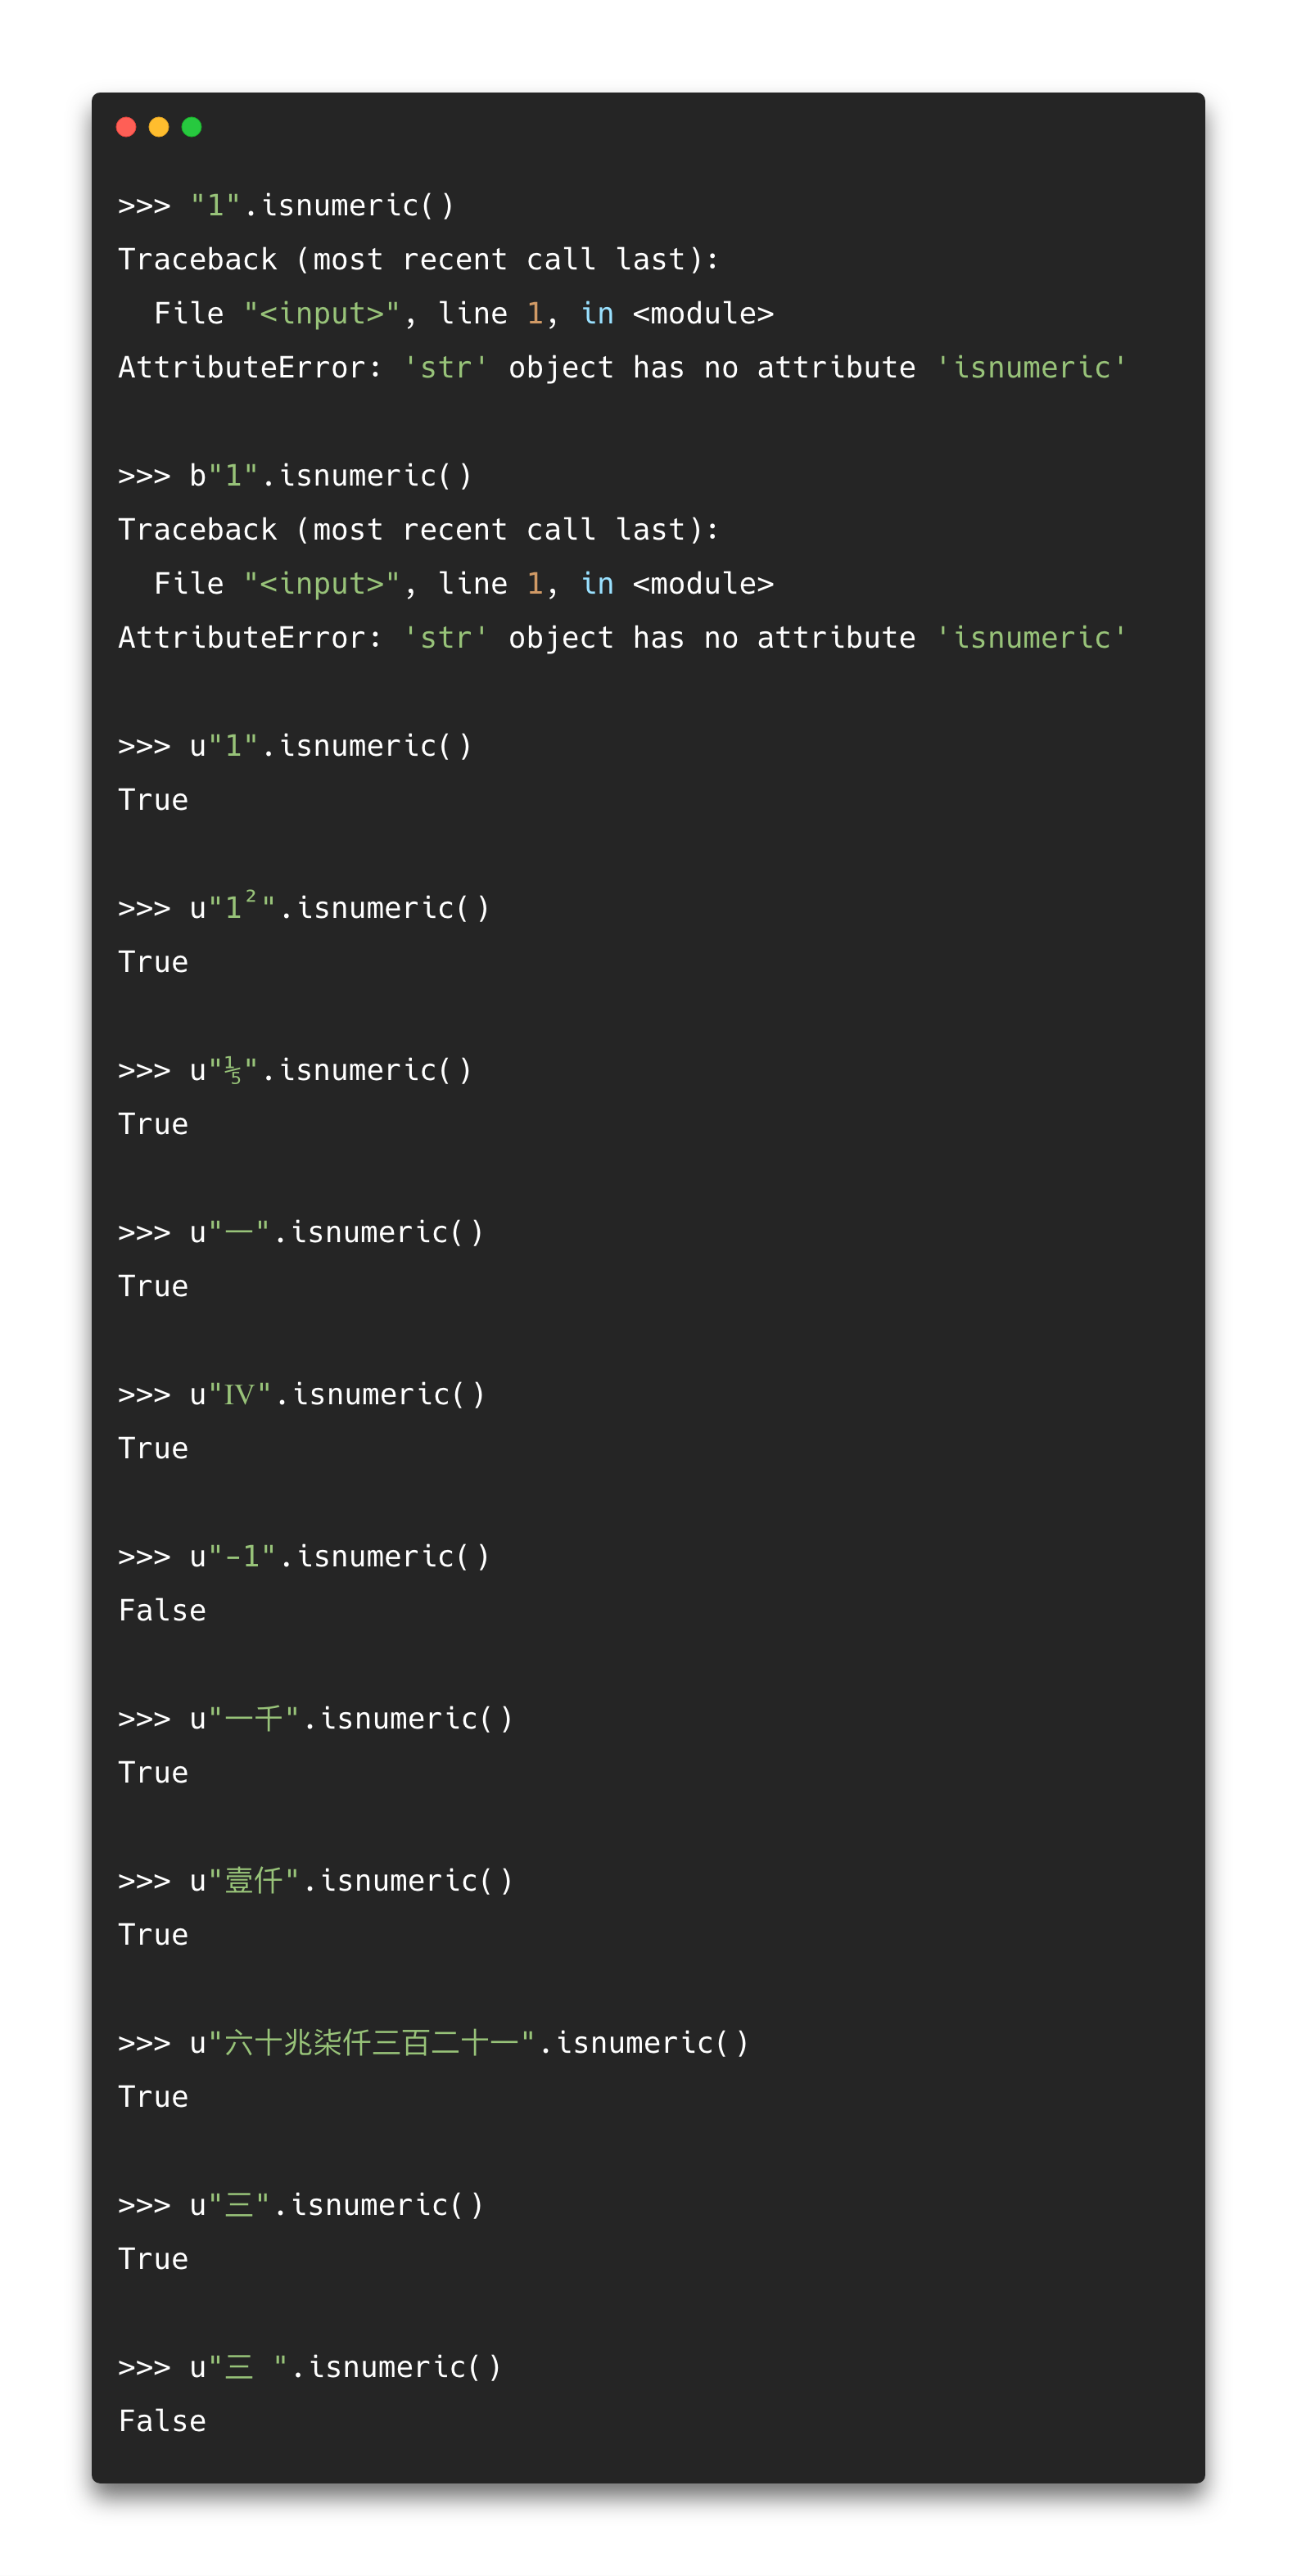 >>> "1".isnumeric()
Traceback (most recent call last):
  File "<input>", line 1, in <module>
AttributeError: 'str' object has no attribute 'isnumeric'
>>> b"1".isnumeric()
Traceback (most recent call last):
  File "<input>", line 1, in <module>
AttributeError: 'str' object has no attribute 'isnumeric'
>>> u"1".isnumeric()
True
>>> u"1²".isnumeric()
True
>>> u"⅕".isnumeric()
True
>>> u"一".isnumeric()
True
>>> u"Ⅳ".isnumeric()
True
>>> u"-1".isnumeric()
False
>>> u"一千".isnumeric()
True
>>> u"壹仟".isnumeric()
True
>>> u"六十兆柒仟三百二十一".isnumeric()
True
>>> u"三".isnumeric()
True
>>> u"三 ".isnumeric()
False